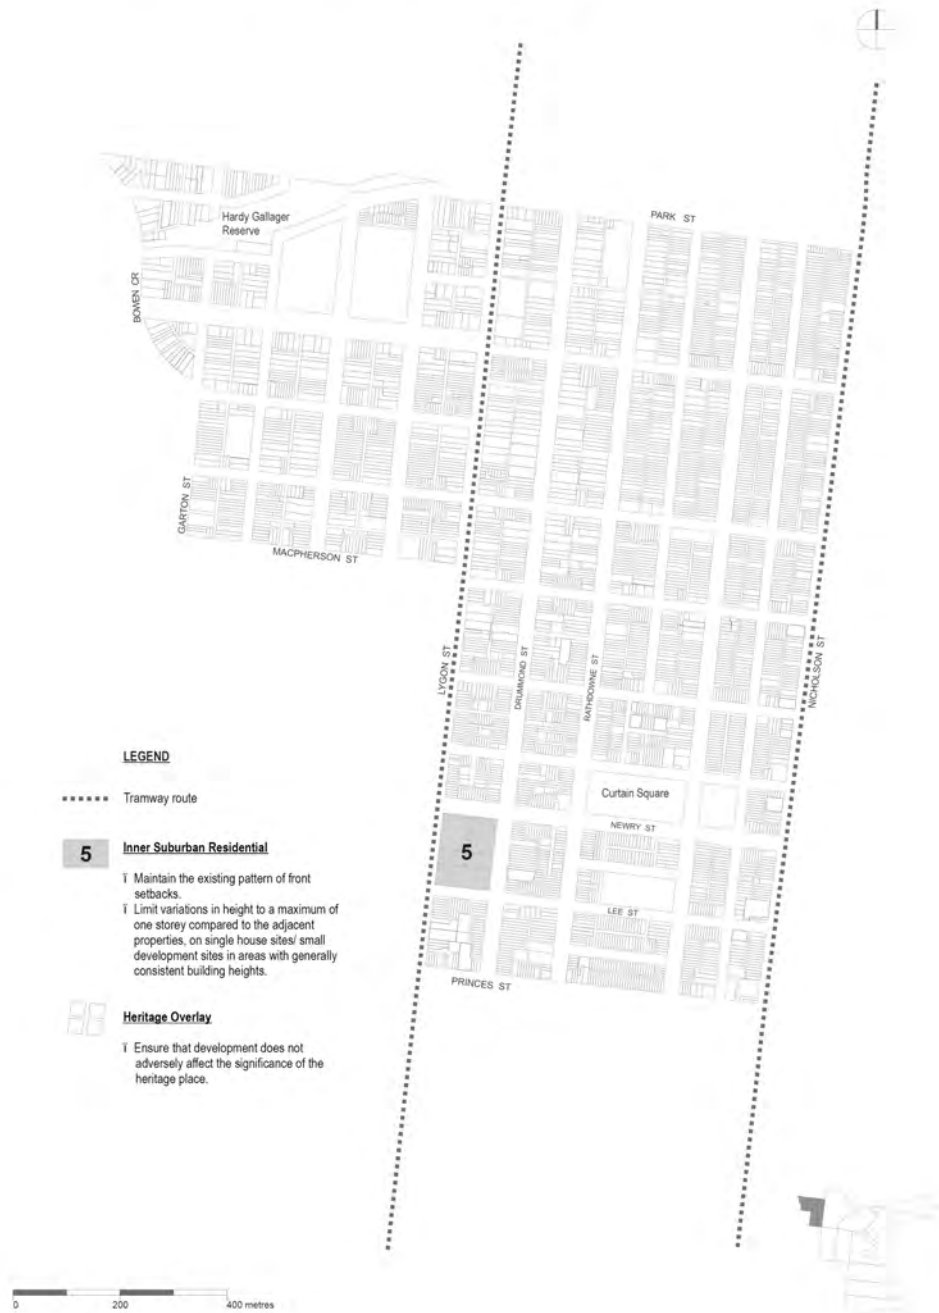 PARK ST
Hardy Gallager
Reserve
BOWEN CR
GARTON ST
MACPHERSON ST
LYGON ST
DRUMMOND ST
RATHDOWNE ST
NICHOLSON ST
Curtain Square
NEWRY ST
5
LEE ST
PRINCES ST
LEGEND
Tramway route
5 Inner Suburban Residential
ï Maintain the existing pattern of front
setbacks.
ï Limit variations in height to a maximum of
one storey compared to the adjacent
properties, on single house sites/ small
development sites in areas with generally
consistent building heights.
Heritage Overlay
ï Ensure that development does not
adversely affect the significance of the
heritage place.
0 200 400 metres